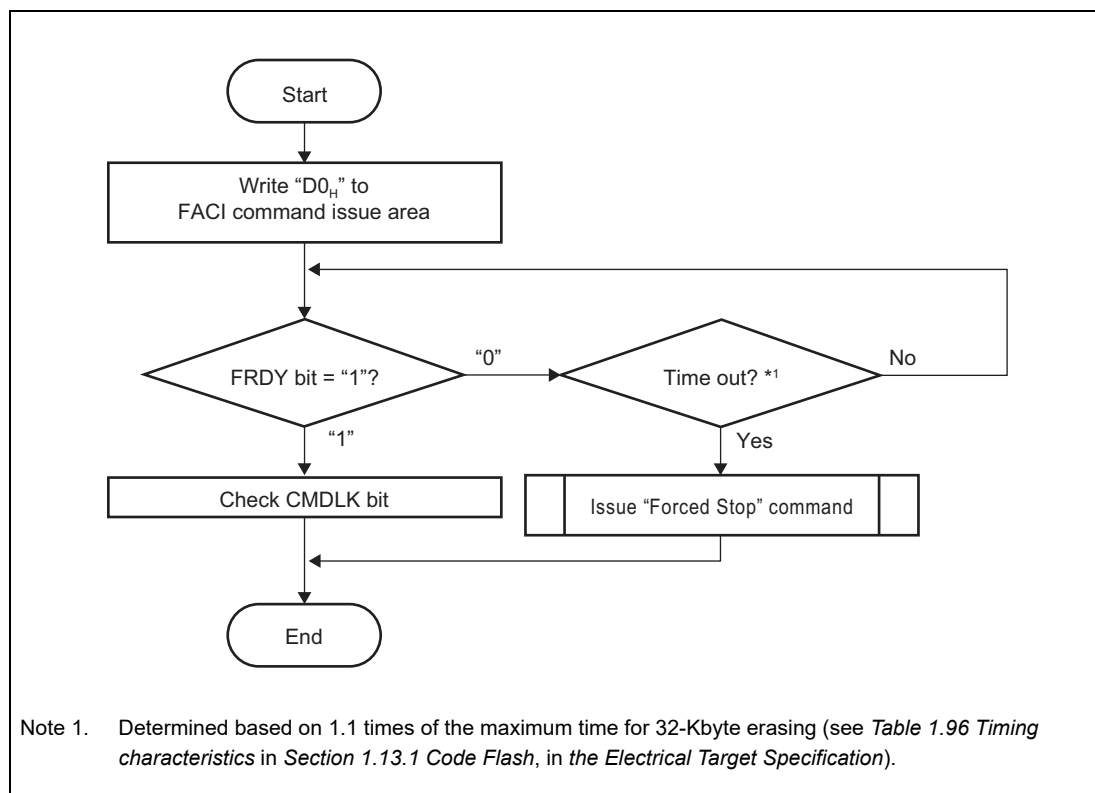 Start
Write “D0H” to
FACI command issue area
FRDY bit = “1”?
“0”
Time out? *1
No
“1”
Yes
Check CMDLK bit
Issue “Forced Stop” command
End
Note 1. Determined based on 1.1 times of the maximum time for 32-Kbyte erasing (see Table 1.96 Timing
characteristics in Section 1.13.1 Code Flash, in the Electrical Target Specification).